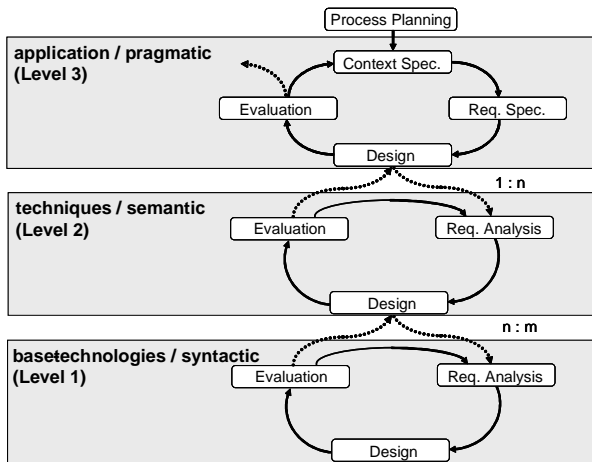 Process Planning
application / pragmatic
(Level 3)
Context Spec.
Evaluation
Req. Spec.
Design
1 : n
techniques / semantic
(Level 2)
Evaluation
Req. Analysis
Design
n : m
basetechnologies / syntactic
(Level 1)
Evaluation
Req. Analysis
Design